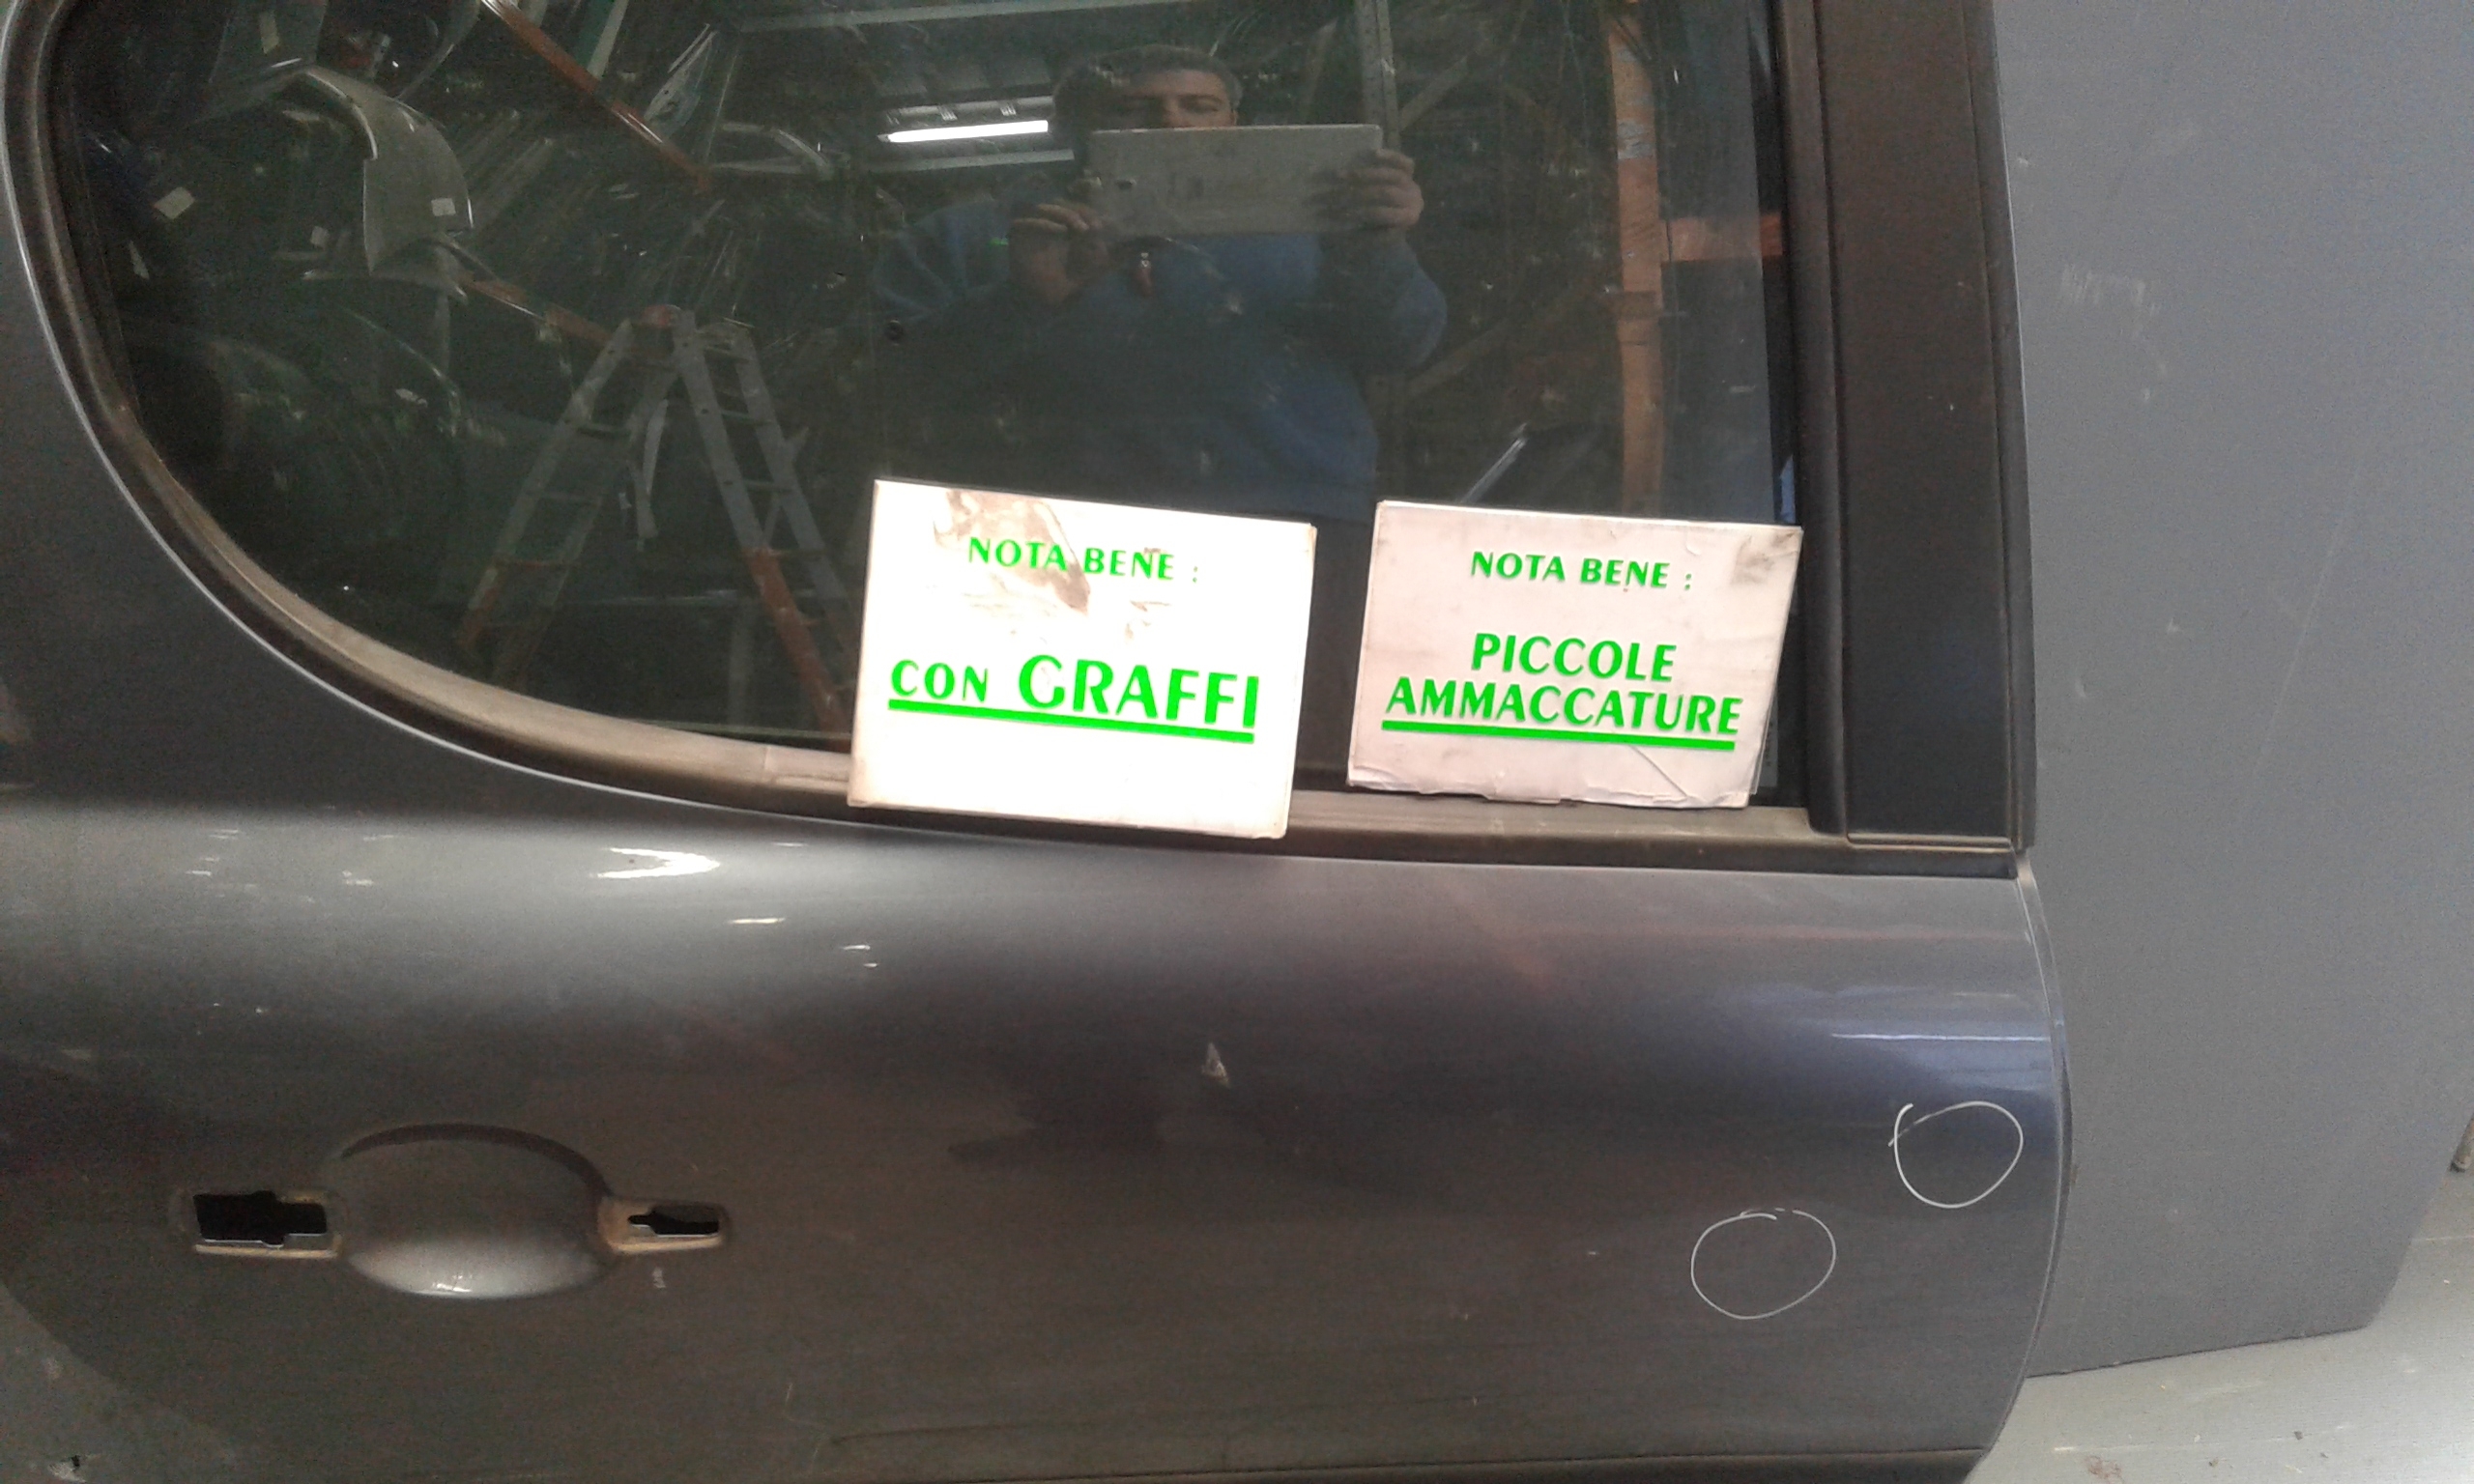 NOTA BENE :
CON GRAFFI
NOTA BENE :
PICCOLE
AMMACCATURE